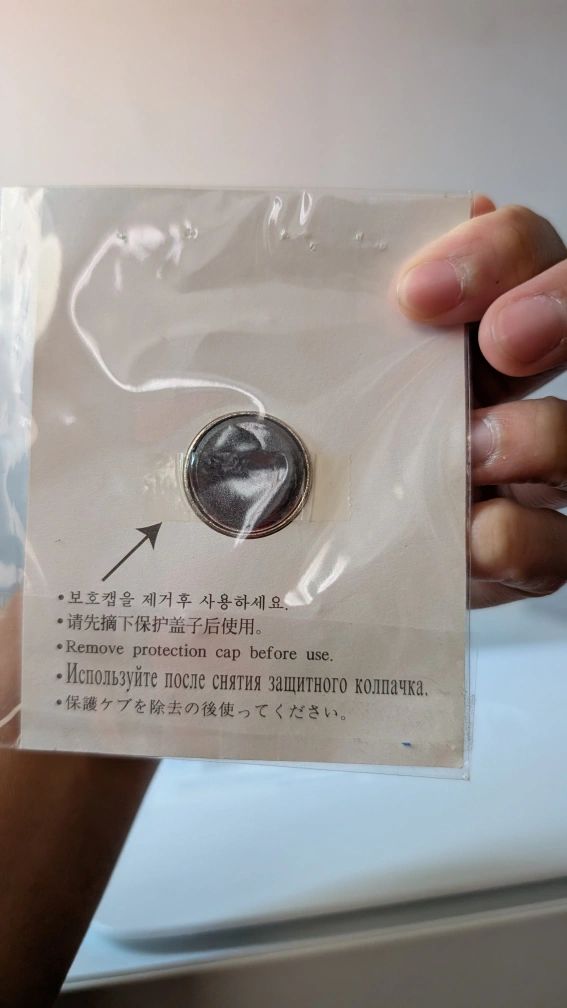 •보호캡을 제거후 사용하세요.
•请先摘下保护盖子后使用。
•Remove protection cap before use.
•Используйте после снятия защитного колпачка.
•保護ケブを除去の後使ってください。